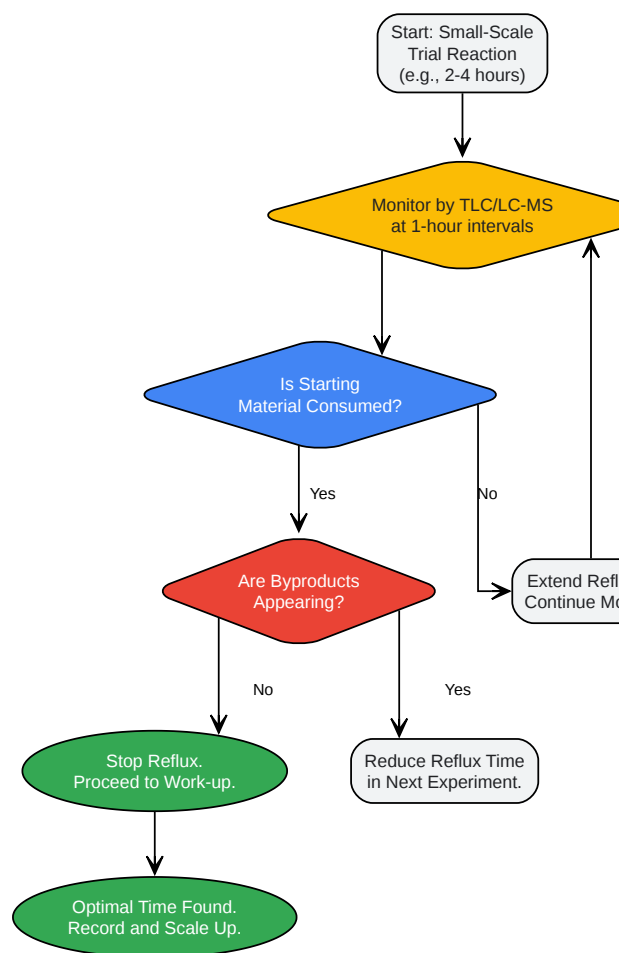 Start: Small-Scale
Trial Reaction
(e.g., 2-4 hours)
Monitor by TLC/LC-MS
at 1-hour intervals
Is Starting
Material Consumed?
Yes
No
Are Byproducts
Appearing?
Extend
Continue
No
Yes
Stop Reflux.
Proceed to Work-up.
Reduce Reflux Time
in Next Experiment.
Optimal Time Found.
Record and Scale Up.